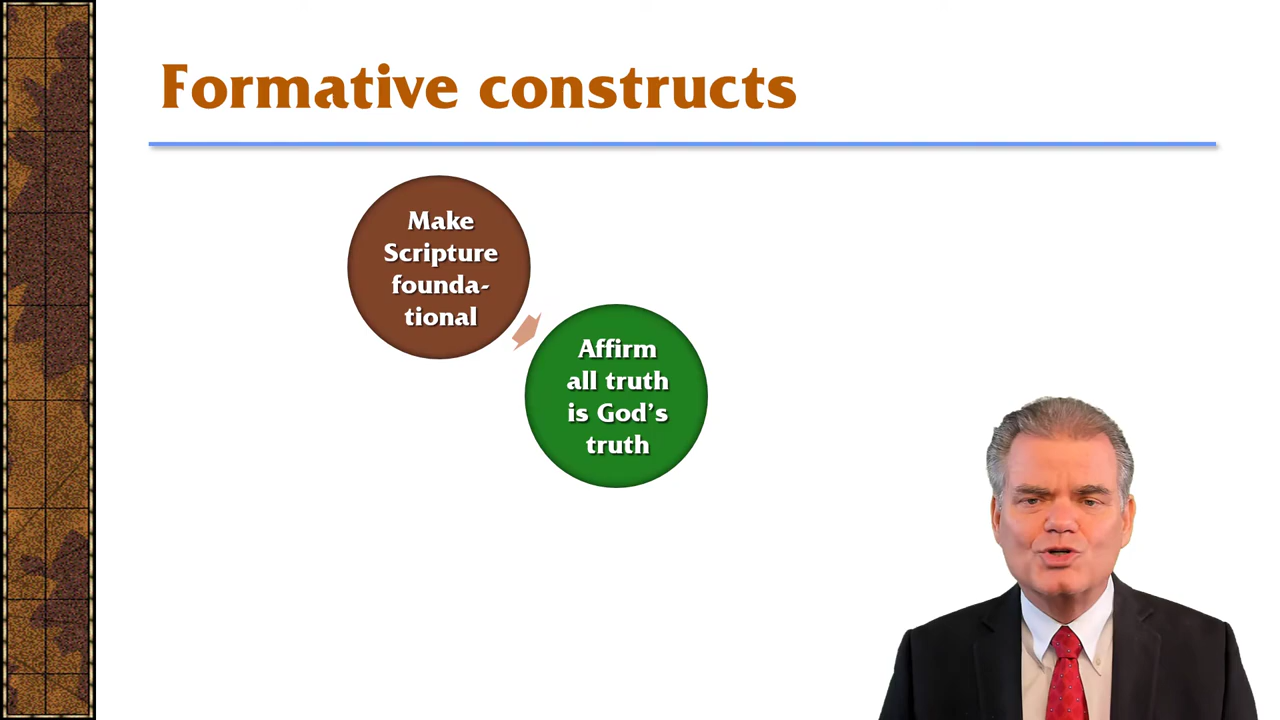 Formative constructs
Make
Scripture
founda-
tional
Affirm
all truth
is God's
truth